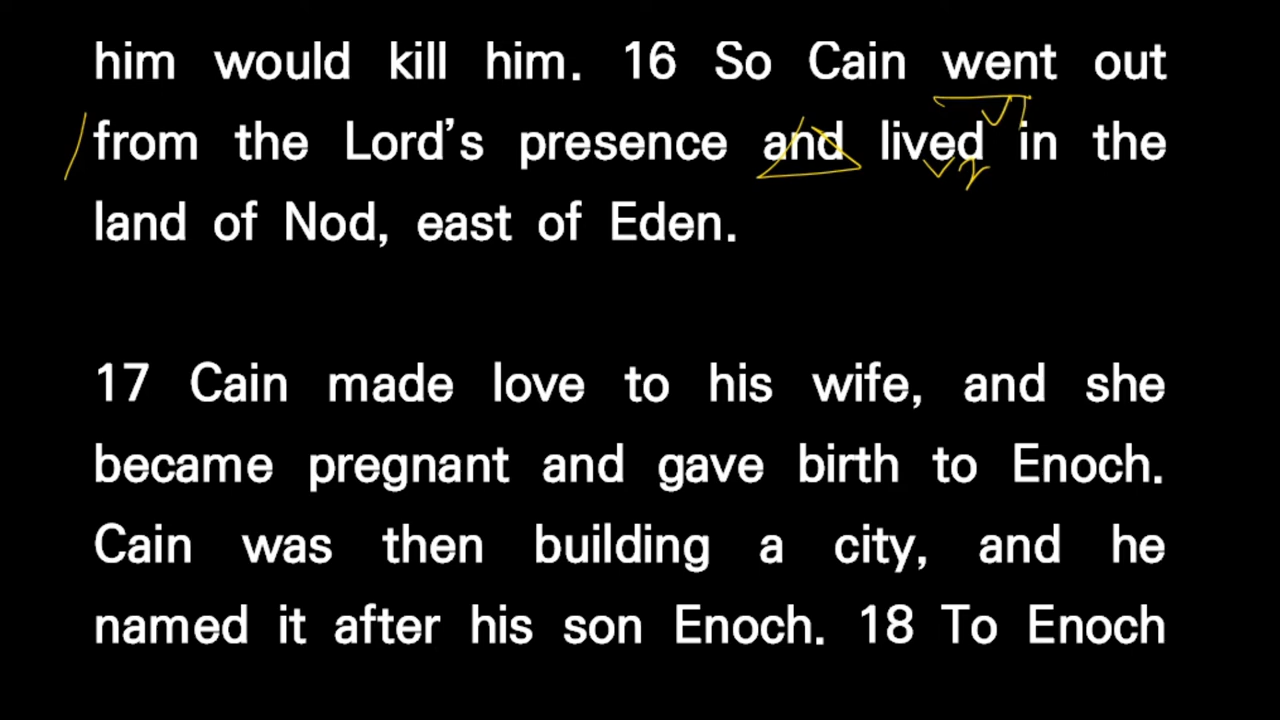 him would kill him. 16 So Cain went out
from the Lord’s presence and lived in the
land of Nod, east of Eden.
17 Cain made love to his wife, and she
became pregnant and gave birth to Enoch.
Cain was then building a city, and he
named it after his son Enoch. 18 To Enoch